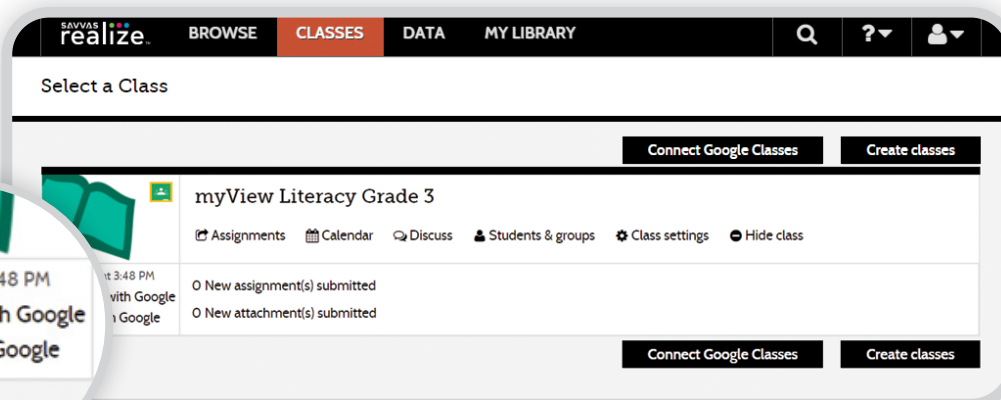 SAVVAS
realize™ BROWSE CLASSES DATA MY LIBRARY ?
Select a Class
Connect Google Classes Create classes
myView Literacy Grade 3
Assignments Calendar Discuss Students & groups Class settings Hide class
:48 PM
h Google
Google
at 3:48 PM
with Google
Google
0 New assignment(s) submitted
0 New attachment(s) submitted
Connect Google Classes Create classes